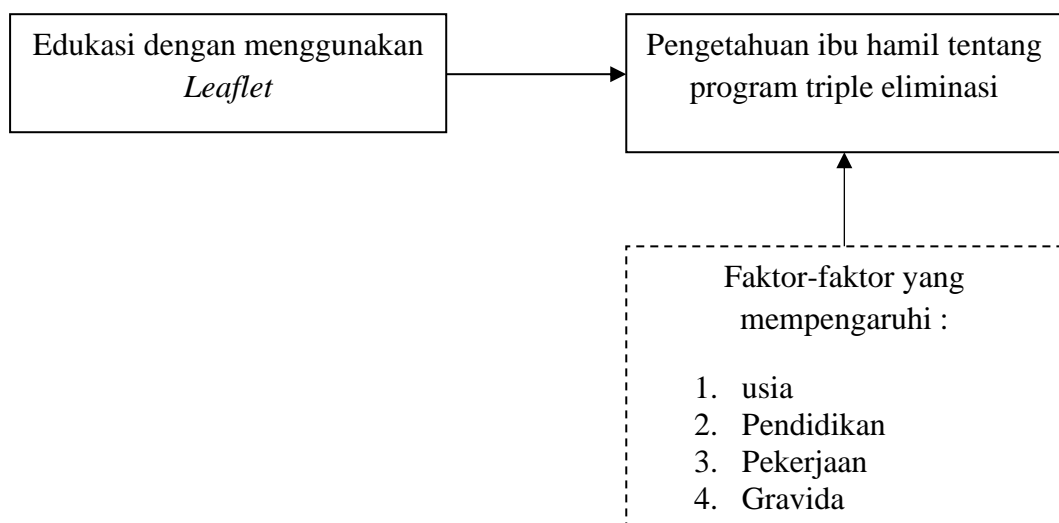 Edukasi dengan menggunakan
Leaflet
Pengetahuan ibu hamil tentang
program triple eliminasi
Faktor-faktor yang
mempengaruhi :
1. usia
2. Pendidikan
3. Pekerjaan
4. Gravida